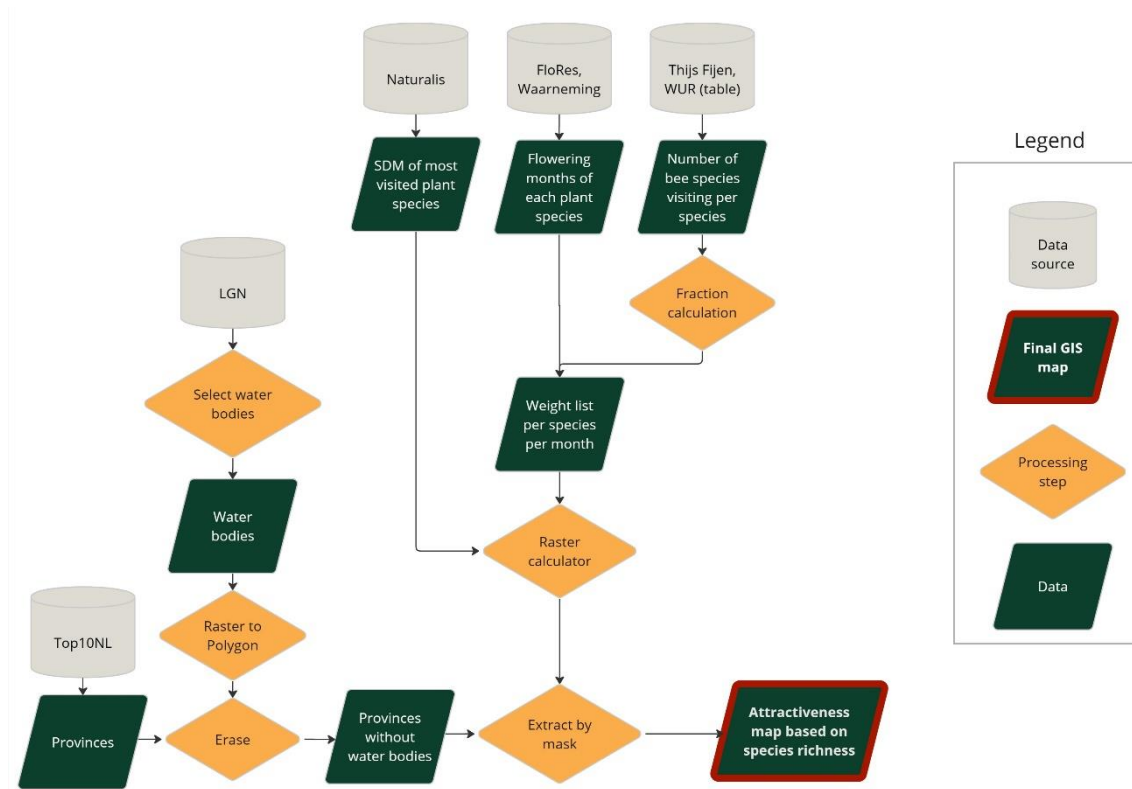 Naturalis
FloRes,
Waarneming
Thijs Fijen,
WUR (table)
SDM of most
visited plant
species
Flowering
months of
each plant
species
Number of
bee species
visiting per
species
LGN
Fraction
calculation
Select water
bodies
Weight list
per species
per month
Water
bodies
Raster
calculator
Top10NL
Raster to
Polygon
Provinces
Erase
Provinces
without
water bodies
Extract by
mask
Attractiveness
map based on
species richness
Legend
Data
source
Final GIS
map
Processing
step
Data